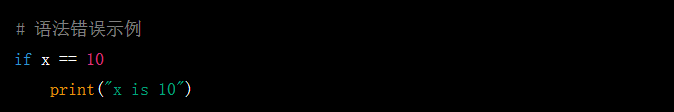 # 语法错误示例
if x == 10
    print("x is 10")